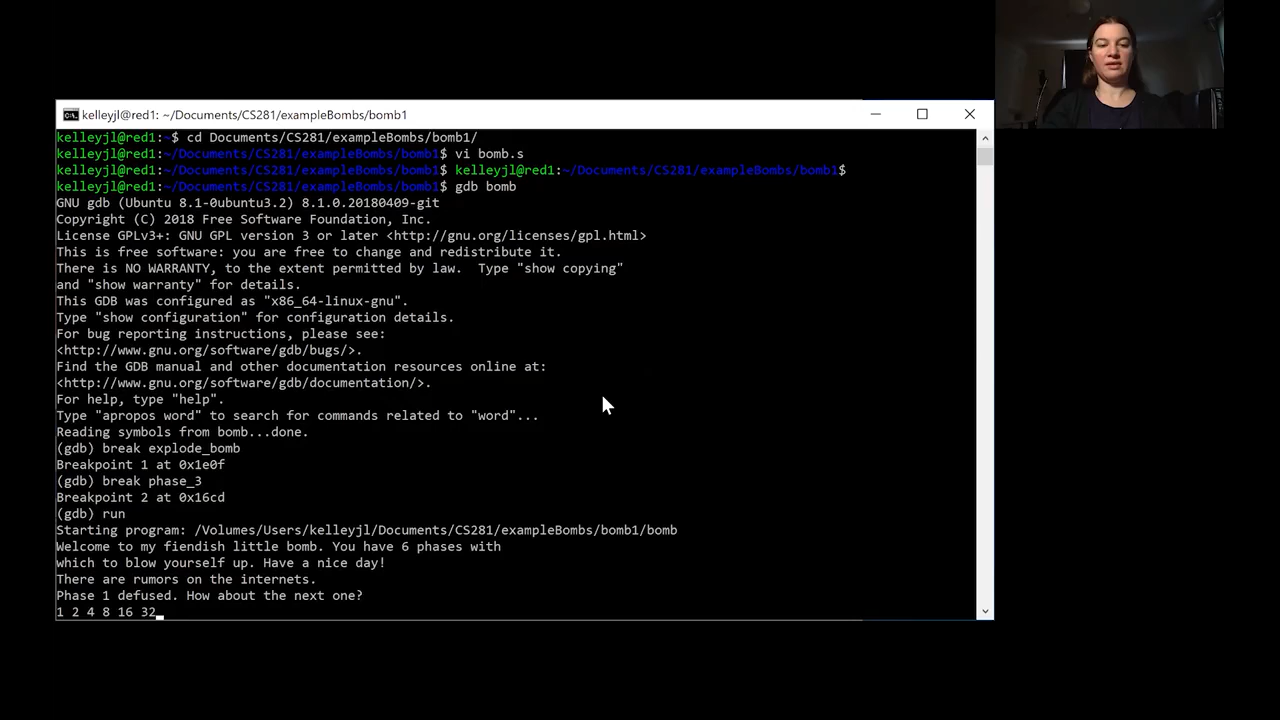 kelleyjl@red1: ~/Documents/CS281/exampleBombs/bomb1
kelleyjl@red1:~$ cd Documents/CS281/exampleBombs/bomb1/
kelleyjl@red1:~/Documents/CS281/exampleBombs/bomb1$ vi bomb.s
kelleyjl@red1:~/Documents/CS281/exampleBombs/bomb1$ kelleyjl@red1:~/Documents/CS281/exampleBombs/bomb1$
kelleyjl@red1:~/Documents/CS281/exampleBombs/bomb1$ gdb bomb
GNU gdb (Ubuntu 8.1-0ubuntu3.2) 8.1.0.20180409-git
Copyright (C) 2018 Free Software Foundation, Inc.
License GPLv3+: GNU GPL version 3 or later <http://gnu.org/licenses/gpl.html>
This is free software: you are free to change and redistribute it.
There is NO WARRANTY, to the extent permitted by law.  Type "show copying"
and "show warranty" for details.
This GDB was configured as "x86_64-linux-gnu".
Type "show configuration" for configuration details.
For bug reporting instructions, please see:
<http://www.gnu.org/software/gdb/bugs/>.
Find the GDB manual and other documentation resources online at:
<http://www.gnu.org/software/gdb/documentation/>.
For help, type "help".
Type "apropos word" to search for commands related to "word"...
Reading symbols from bomb...done.
(gdb) break explode_bomb
Breakpoint 1 at 0x1e0f
(gdb) break phase_3
Breakpoint 2 at 0x16cd
(gdb) run
Starting program: /Volumes/Users/kelleyjl/Documents/CS281/exampleBombs/bomb1/bomb
Welcome to my fiendish little bomb. You have 6 phases with
which to blow yourself up. Have a nice day!
There are rumors on the internets.
Phase 1 defused. How about the next one?
1 2 4 8 16 32